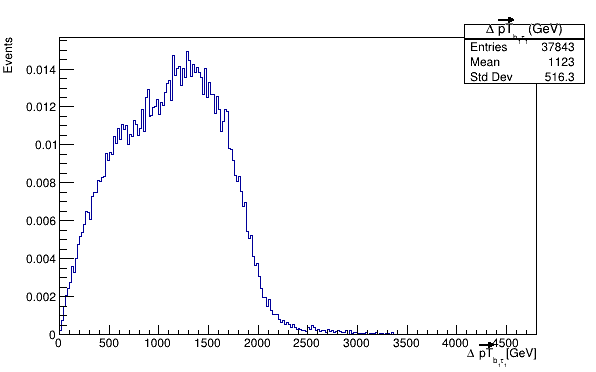 Δ pT b₁τ₁ (GeV)
Entries 37843
Mean 1123
Std Dev 516.3
Events
0.014
0.012
0.01
0.008
0.006
0.004
0.002
0
0 500 1000 1500 2000 2500 3000 3500 4000 4500
Δ pT b₁τ₁ [GeV]